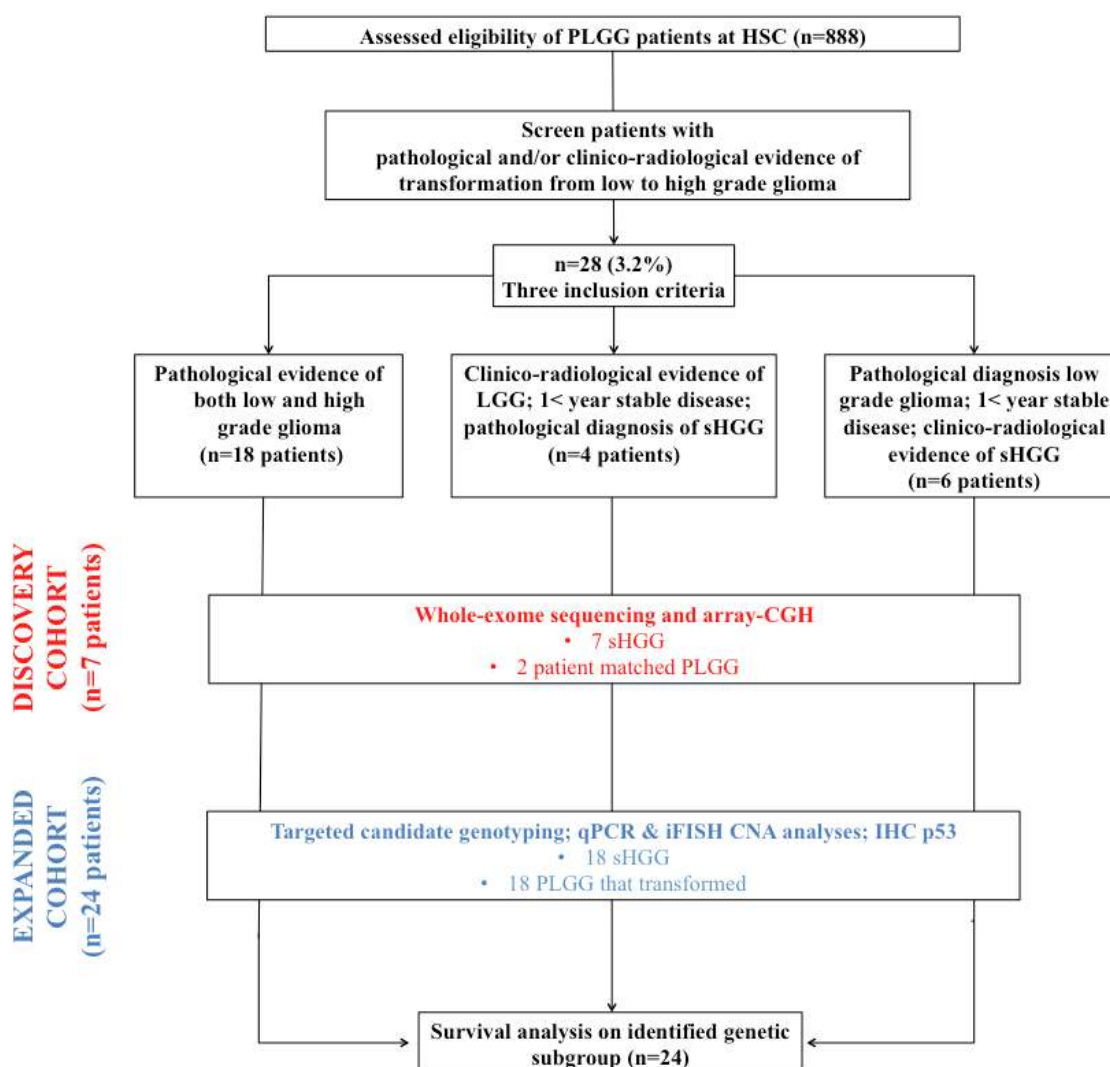 Assessed eligibility of PLGG patients at HSC (n=888)
Screen patients with
pathological and/or clinico-radiological evidence of
transformation from low to high grade glioma
n=28 (3.2%)
Three inclusion criteria
Pathological evidence of
both low and high
grade glioma
(n=18 patients)
Clinico-radiological evidence of
LGG; 1< year stable disease;
pathological diagnosis of sHGG
(n=4 patients)
Pathological diagnosis low
grade glioma; 1< year stable
disease; clinico-radiological
evidence of sHGG
(n=6 patients)
DISCOVERY
COHORT
(n=7 patients)
Whole-exome sequencing and array-CGH
• 7 sHGG
• 2 patient matched PLGG
EXPANDED
COHORT
(n=24 patients)
Targeted candidate genotyping; qPCR & iFISH CNA analyses; IHC p53
• 18 sHGG
• 18 PLGG that transformed
Survival analysis on identified genetic
subgroup (n=24)